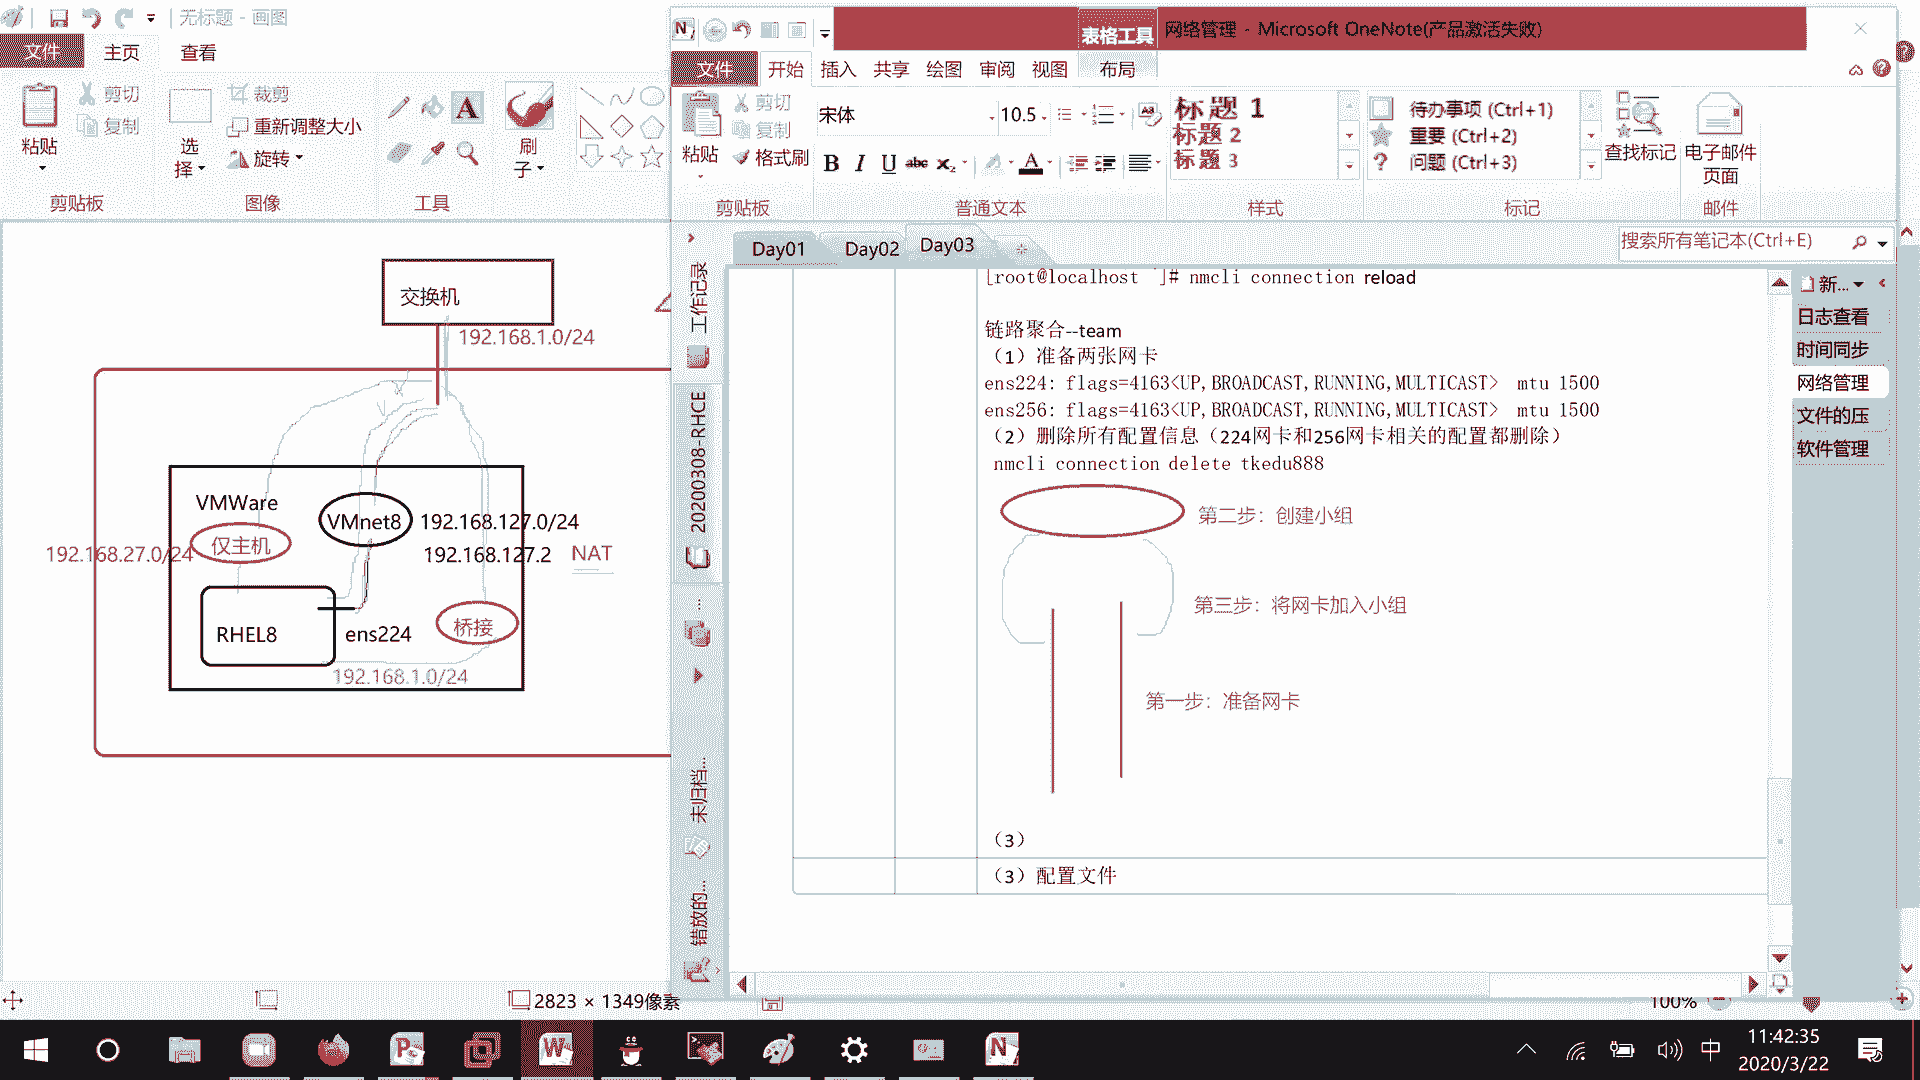 无标题 - 画图
文件
主页
查看
粘贴
剪切
复制
剪贴板
选
择
裁剪
重新调整大小
旋转
图像
A
工具
刷
子
交换机
192.168.1.0/24
VMWare
仅主机
192.168.27.0/24
VMnet8
192.168.127.0/24
192.168.127.2
NAT
RHEL8
ens224
桥接
192.168.1.0/24
2823 × 1349像素
100%
表格工具
网络管理 - Microsoft OneNote(产品激活失败)
文件
开始
插入
共享
绘图
审阅
视图
布局
粘贴
剪切
复制
格式刷
剪贴板
宋体
10.5
B I U abc x₂ A
普通文本
标题 1
标题 2
标题 3
样式
待办事项 (Ctrl+1)
重要 (Ctrl+2)
问题 (Ctrl+3)
标记
查找标记
电子邮件
页面
邮件
Day01
Day02
Day03
搜索所有笔记本(Ctrl+E)
工作记录
20200308-RHCE
...
未归档...
错放的...
[root@localhost ~]# nmcli connection reload
链路聚合--team
（1）准备两张网卡
ens224: flags=4163<UP,BROADCAST,RUNNING,MULTICAST> mtu 1500
ens256: flags=4163<UP,BROADCAST,RUNNING,MULTICAST> mtu 1500
（2）删除所有配置信息（224网卡和256网卡相关的配置都删除）
nmcli connection delete tkedu888
第二步：创建小组
第三步：将网卡加入小组
第一步：准备网卡
（3）
（3）配置文件
新...
日志查看
时间同步
网络管理
文件的压
软件管理
中
11:42:35
2020/3/22